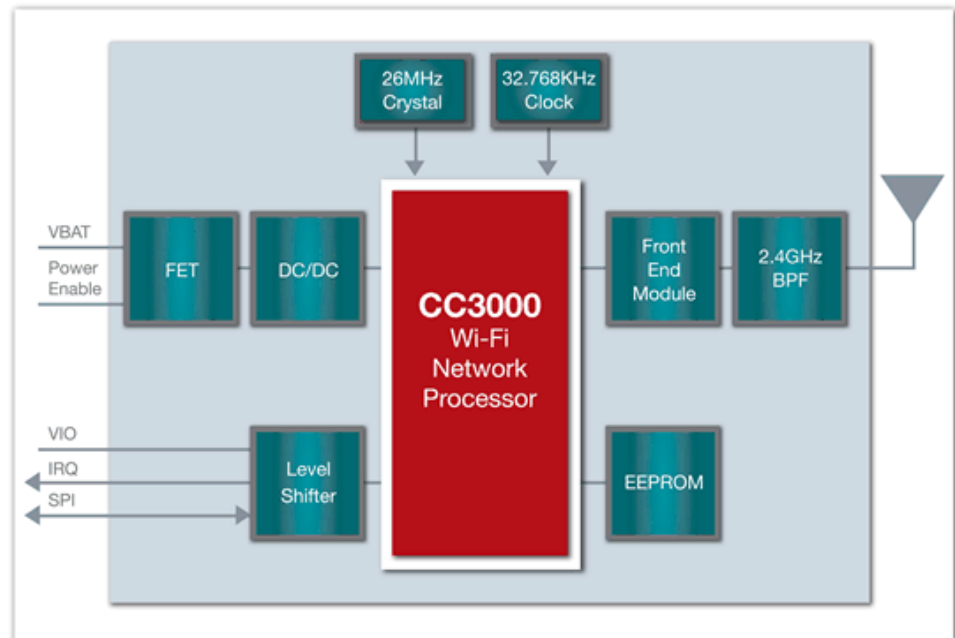 26MHz
Crystal
32.768KHz
Clock
VBAT
Power
Enable
FET
DC/DC
CC3000
Wi-Fi
Network
Processor
Front
End
Module
2.4GHz
BPF
VIO
IRQ
SPI
Level
Shifter
EEPROM